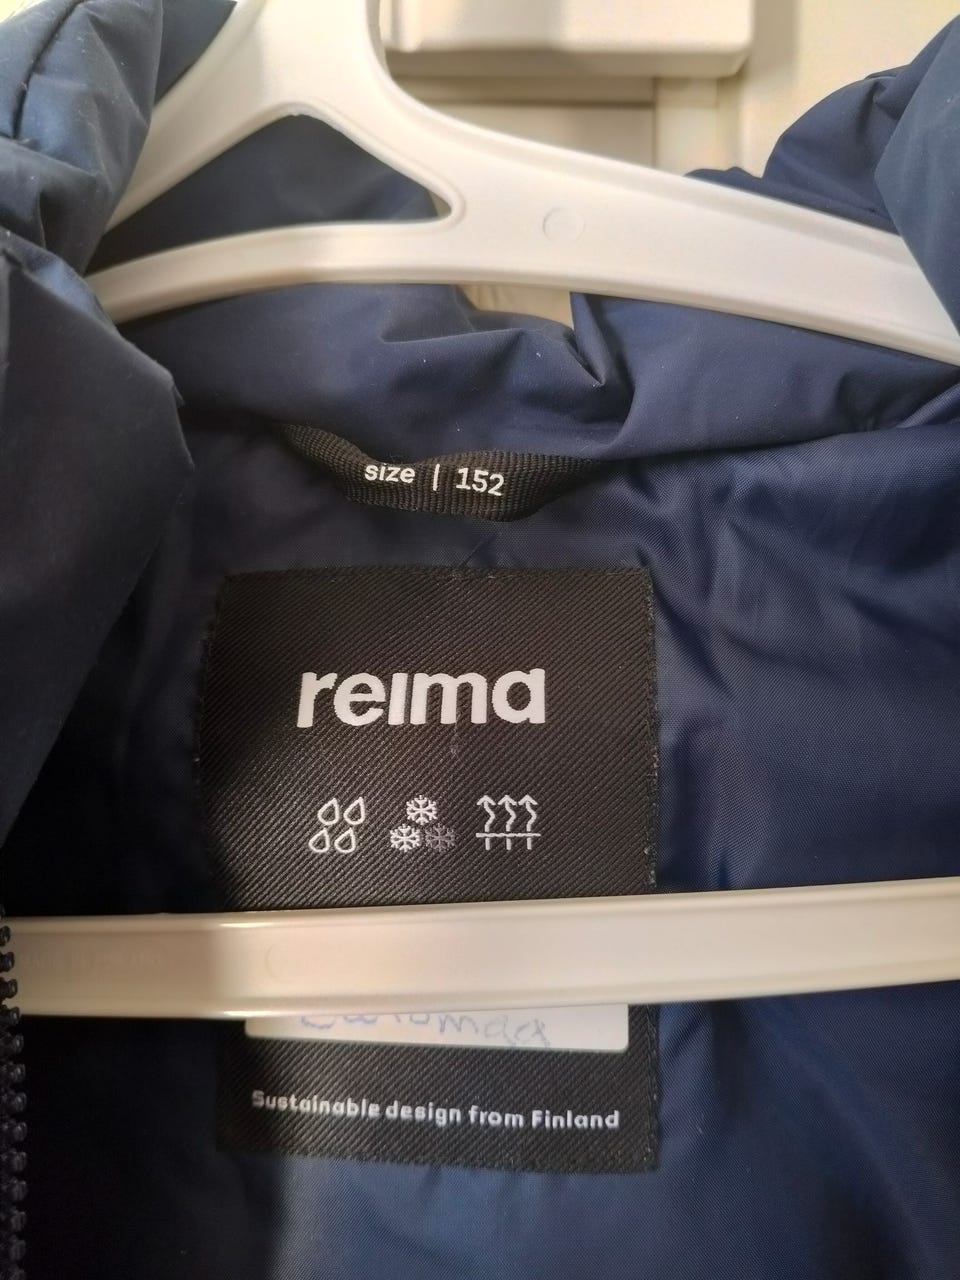 size | 152
reima
Sustainable design from Finland